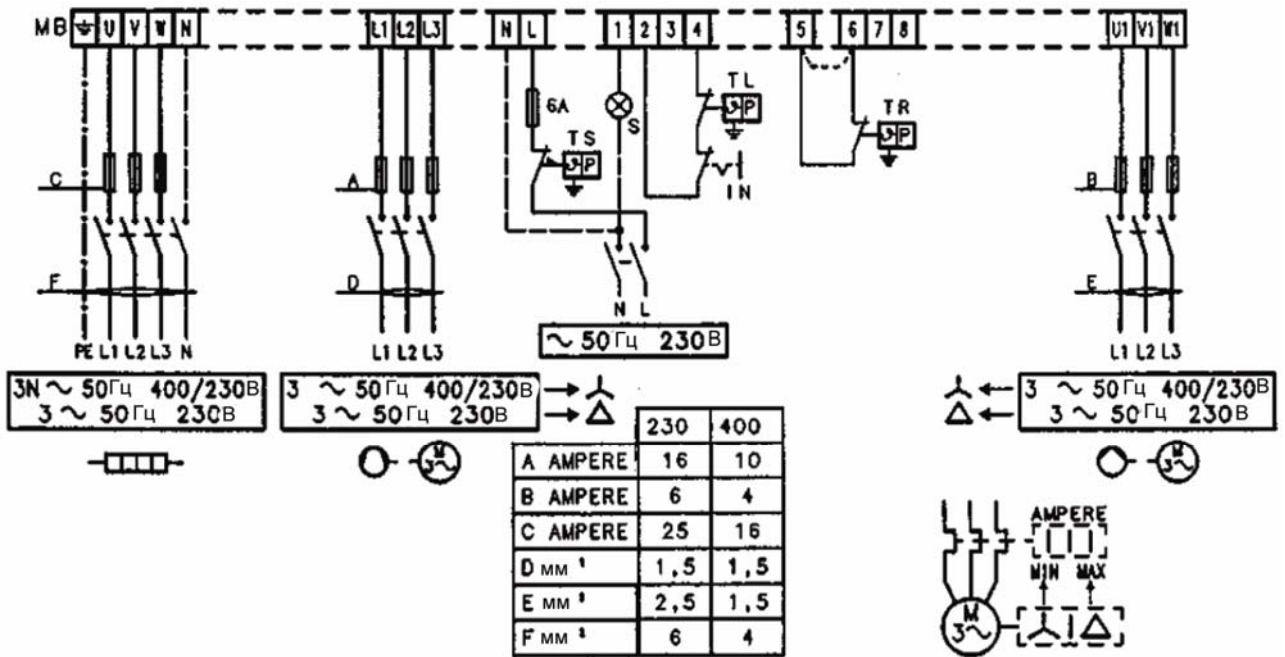 MB U V W N L1 L2 L3 N L 1 2 3 4 5 6 7 8 U1 V1 W1
TL
6A
TR
S
P
TS
P
P
C
A
IN
B
F
D
E
N L
PE L1 L2 L3 N
L1 L2 L3
L1 L2 L3
~ 50Гц 230В
3N ~ 50Гц 400/230В
3 ~ 50Гц 230В
3 ~ 50Гц 400/230В
3 ~ 50Гц 230В
3 ~ 50Гц 400/230В
3 ~ 50Гц 230В
M
3~
M
3~
230 400
A AMPERE 16 10
B AMPERE 6 4
C AMPERE 25 16
D мм 1,5 1,5
E мм 2,5 1,5
F мм 6 4
AMPERE
MIN MAX
M
3~